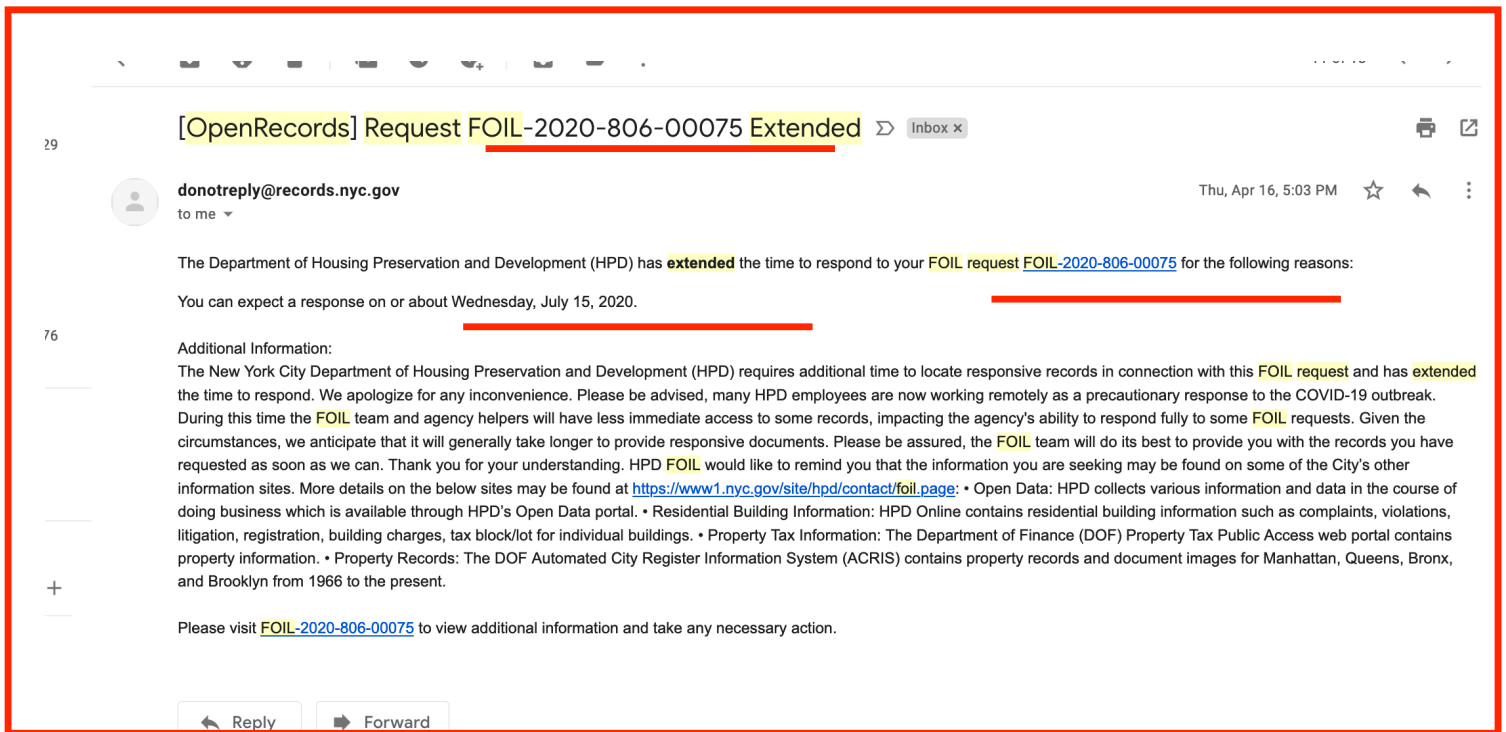 [OpenRecords] Request FOIL-2020-806-00075 Extended Inbox ×
29
donotreply@records.nyc.gov
Thu, Apr 16, 5:03 PM
to me
The Department of Housing Preservation and Development (HPD) has extended the time to respond to your FOIL request FOIL-2020-806-00075 for the following reasons:
You can expect a response on or about Wednesday, July 15, 2020.
76
Additional Information:
The New York City Department of Housing Preservation and Development (HPD) requires additional time to locate responsive records in connection with this FOIL request and has extended
the time to respond. We apologize for any inconvenience. Please be advised, many HPD employees are now working remotely as a precautionary response to the COVID-19 outbreak.
During this time the FOIL team and agency helpers will have less immediate access to some records, impacting the agency's ability to respond fully to some FOIL requests. Given the
circumstances, we anticipate that it will generally take longer to provide responsive documents. Please be assured, the FOIL team will do its best to provide you with the records you have
requested as soon as we can. Thank you for your understanding. HPD FOIL would like to remind you that the information you are seeking may be found on some of the City's other
information sites. More details on the below sites may be found at https://www1.nyc.gov/site/hpd/contact/foil.page: • Open Data: HPD collects various information and data in the course of
doing business which is available through HPD's Open Data portal. • Residential Building Information: HPD Online contains residential building information such as complaints, violations,
litigation, registration, building charges, tax block/lot for individual buildings. • Property Tax Information: The Department of Finance (DOF) Property Tax Public Access web portal contains
property information. • Property Records: The DOF Automated City Register Information System (ACRIS) contains property records and document images for Manhattan, Queens, Bronx,
and Brooklyn from 1966 to the present.
Please visit FOIL-2020-806-00075 to view additional information and take any necessary action.
Reply Forward